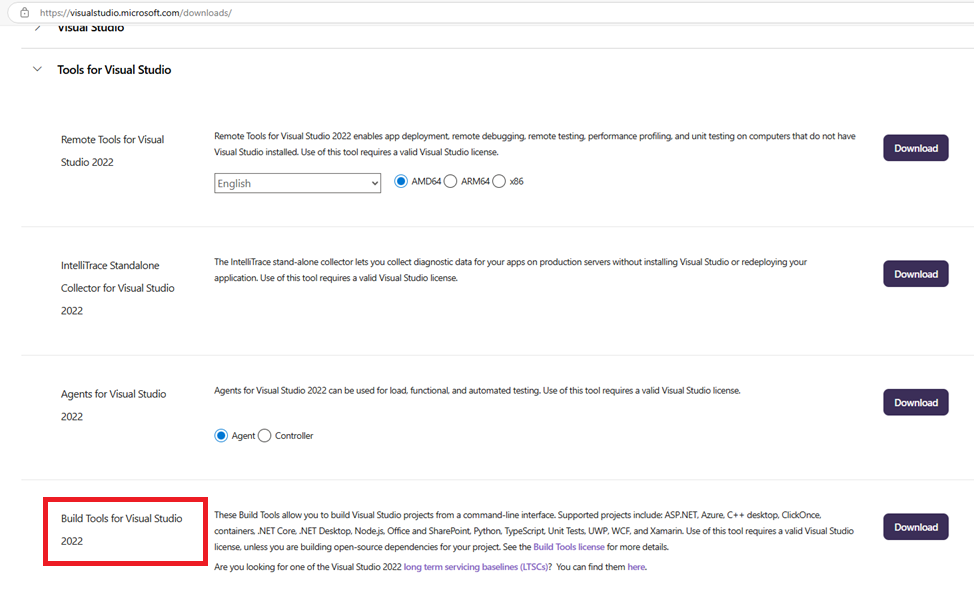 https://visualstudio.microsoft.com/downloads/
Visual Studio
Tools for Visual Studio
Remote Tools for Visual
Studio 2022
Remote Tools for Visual Studio 2022 enables app deployment, remote debugging, remote testing, performance profiling, and unit testing on computers that do not have
Visual Studio installed. Use of this tool requires a valid Visual Studio license.
English
AMD64 ARM64 x86
Download
IntelliTrace Standalone
Collector for Visual Studio
2022
The IntelliTrace stand-alone collector lets you collect diagnostic data for your apps on production servers without installing Visual Studio or redeploying your
application. Use of this tool requires a valid Visual Studio license.
Download
Agents for Visual Studio
2022
Agents for Visual Studio 2022 can be used for load, functional, and automated testing. Use of this tool requires a valid Visual Studio license.
Agent Controller
Download
Build Tools for Visual Studio
2022
These Build Tools allow you to build Visual Studio projects from a command-line interface. Supported projects include: ASP.NET, Azure, C++ desktop, ClickOnce,
containers, .NET Core, .NET Desktop, Node.js, Office and SharePoint, Python, TypeScript, Unit Tests, UWP, WCF, and Xamarin. Use of this tool requires a valid Visual Studio
license, unless you are building open-source dependencies for your project. See the Build Tools license for more details.
Are you looking for one of the Visual Studio 2022 long term servicing baselines (LTSCs)? You can find them here.
Download